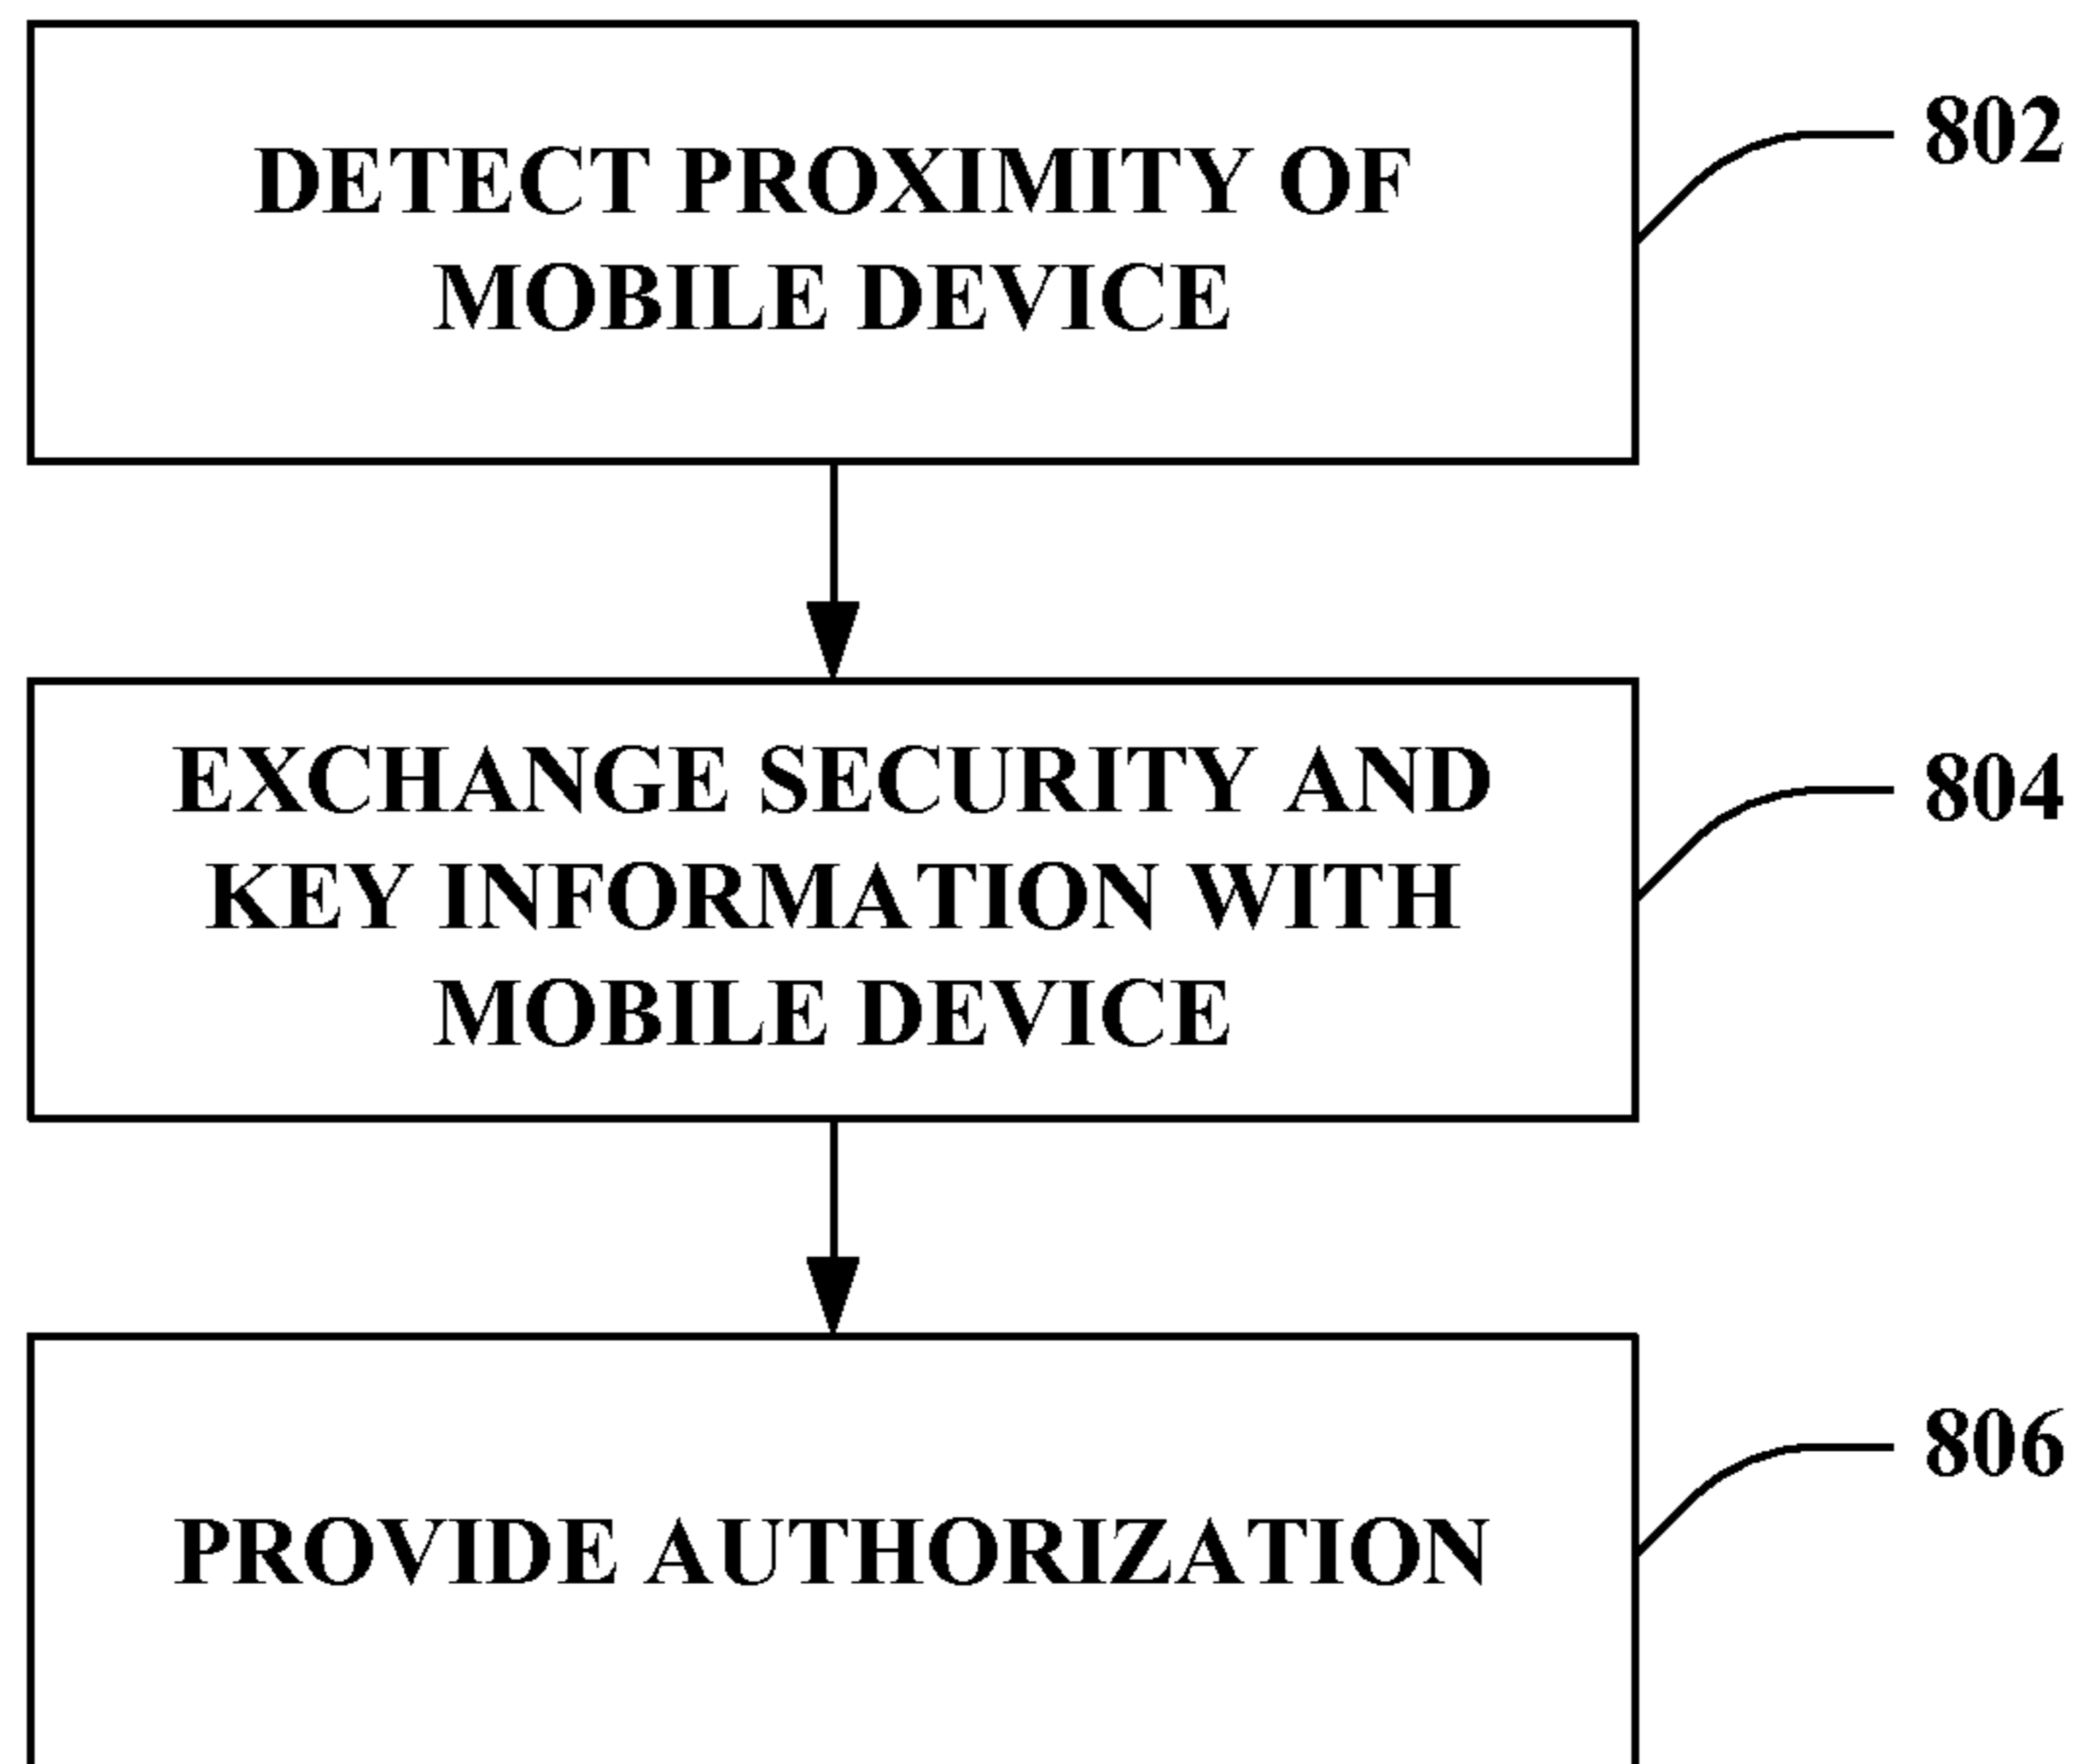 DETECT PROXIMITY OF
MOBILE DEVICE
802
EXCHANGE SECURITY AND
KEY INFORMATION WITH
MOBILE DEVICE
804
PROVIDE AUTHORIZATION
806